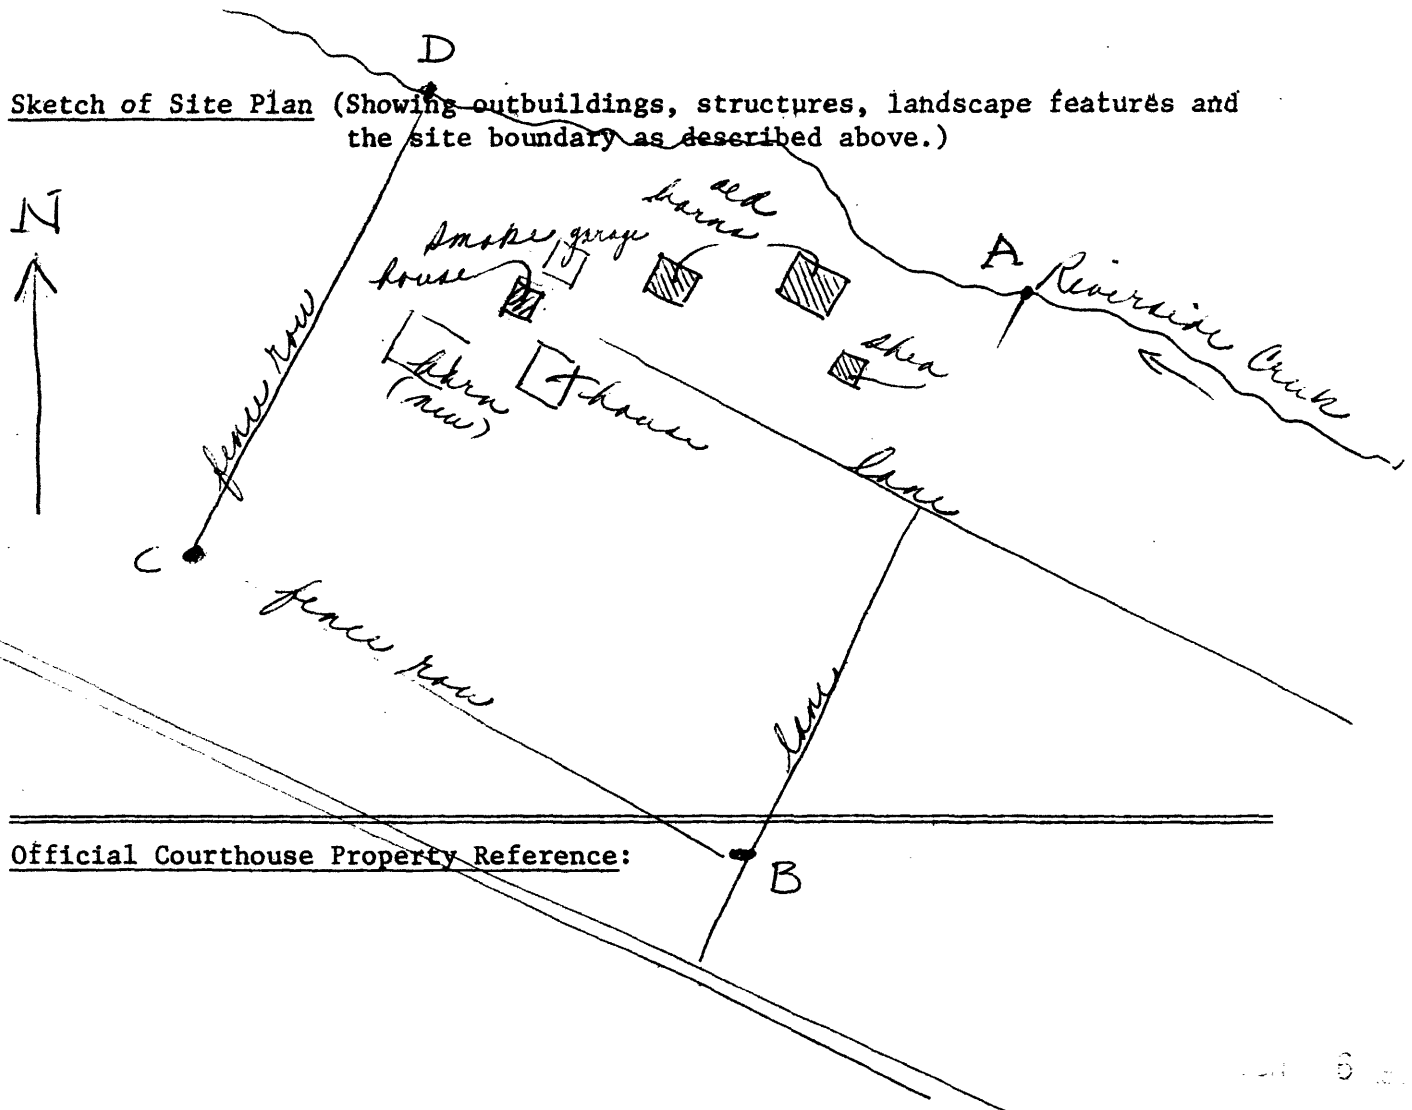 D
Sketch of Site Plan (Showing outbuildings, structures, landscape features and
the site boundary as described above.)
N
old
barns
smoke
house
garage
A
Riverside Creek
shed
barn
(new)
house
fence row
lane
C
fence row
lane
Official Courthouse Property Reference:
B
6